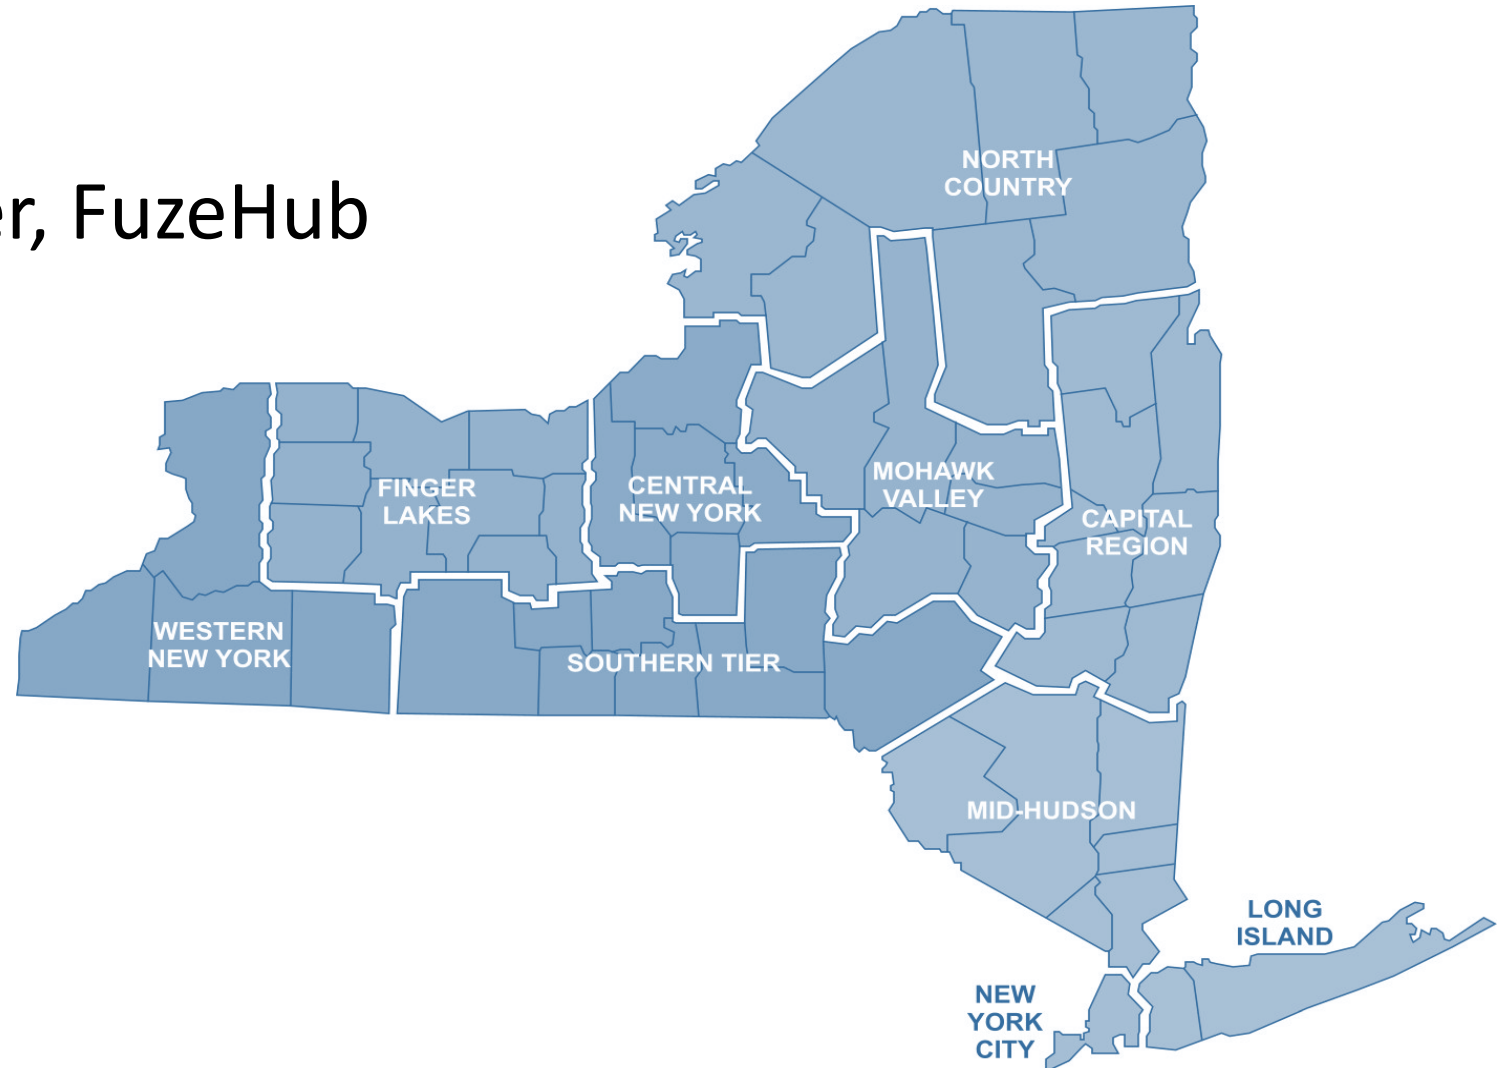 FuzeHub
NORTH
COUNTRY
FINGER
LAKES
CENTRAL
NEW YORK
MOHAWK
VALLEY
CAPITAL
REGION
WESTERN
NEW YORK
SOUTHERN TIER
MID-HUDSON
LONG
ISLAND
NEW
YORK
CITY